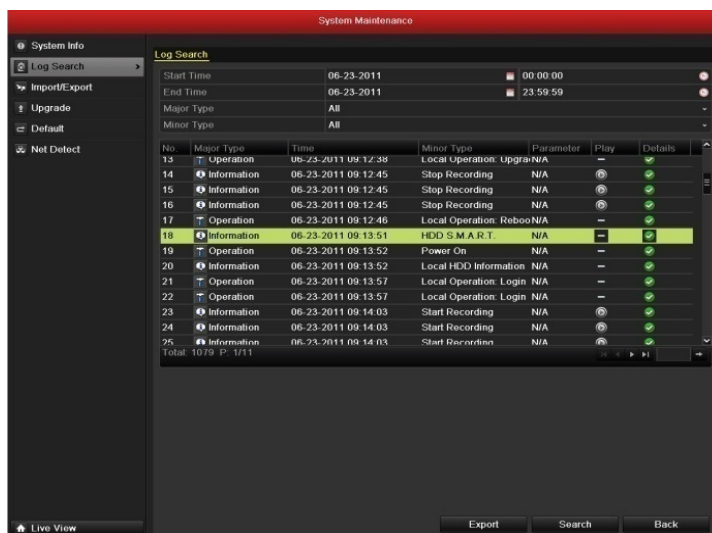 System Maintenance
System Info
Log Search
Import/Export
Upgrade
Default
Net Detect
Live View
Log Search
Start Time 06-23-2011 00:00:00
End Time 06-23-2011 23:59:59
Major Type All
Minor Type All
No. Major Type Time Minor Type Parameter Play Details
13 Operation 06-23-2011 09:12:38 Local Operation: Upgra N/A —
14 Information 06-23-2011 09:12:45 Stop Recording N/A
15 Information 06-23-2011 09:12:45 Stop Recording N/A
16 Information 06-23-2011 09:12:45 Stop Recording N/A
17 Operation 06-23-2011 09:12:46 Local Operation: Reboo N/A —
18 Information 06-23-2011 09:13:51 HDD S.M.A.R.T. N/A —
19 Operation 06-23-2011 09:13:52 Power On N/A —
20 Information 06-23-2011 09:13:52 Local HDD Information N/A —
21 Operation 06-23-2011 09:13:57 Local Operation: Login N/A —
22 Operation 06-23-2011 09:13:57 Local Operation: Login N/A —
23 Information 06-23-2011 09:14:03 Start Recording N/A
24 Information 06-23-2011 09:14:03 Start Recording N/A
25 Information 06-23-2011 09:14:03 Start Recording N/A
Total: 1079 P: 1/11
Export Search Back